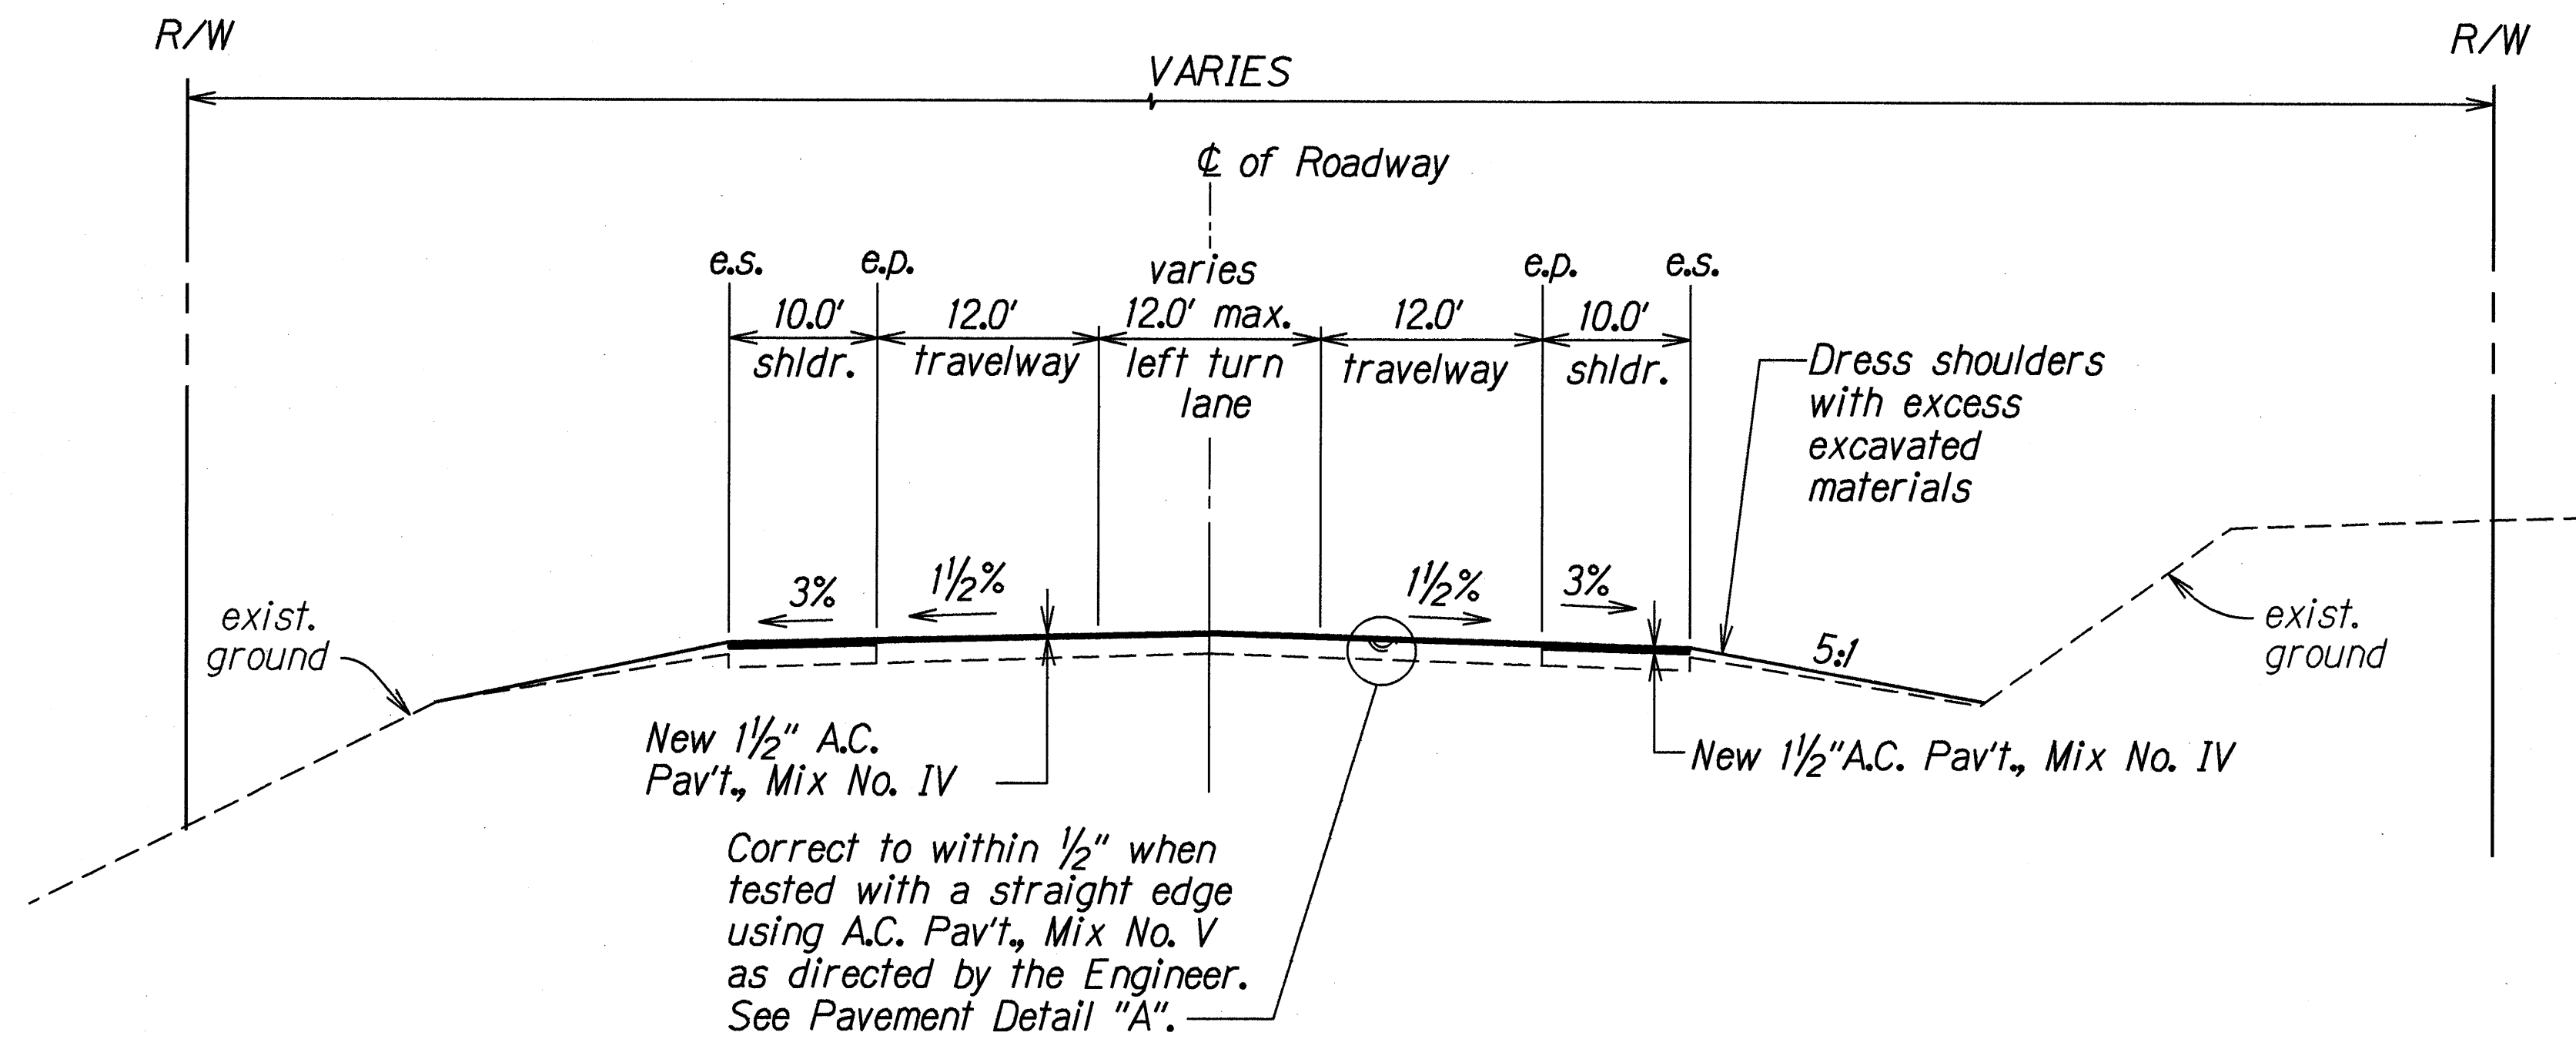 R/W
R/W
VARIES
℄ of Roadway
e.s.
e.p.
varies
e.p.
e.s.
10.0'
12.0'
12.0' max.
12.0'
10.0'
shldr.
travelway
left turn
lane
travelway
shldr.
Dress shoulders
with excess
excavated
materials
3%
1½%
1½%
3%
exist.
ground
5:1
exist.
ground
New 1½" A.C.
Pav't., Mix No. IV
New 1½" A.C. Pav't., Mix No. IV
Correct to within ½" when
tested with a straight edge
using A.C. Pav't., Mix No. V
as directed by the Engineer.
See Pavement Detail "A".